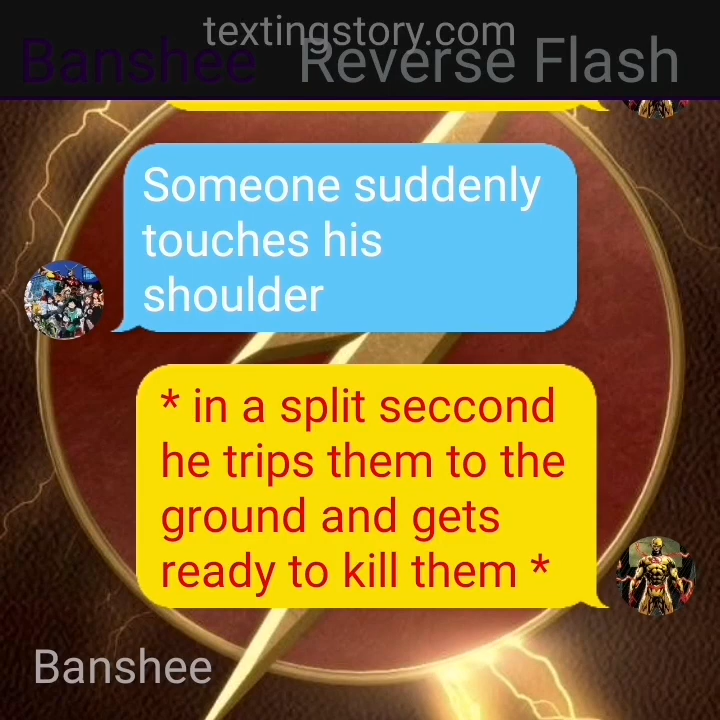 textingstory.com
Banshee Reverse Flash
Someone suddenly
touches his
shoulder
* in a split seccond
he trips them to the
ground and gets
ready to kill them *
Banshee